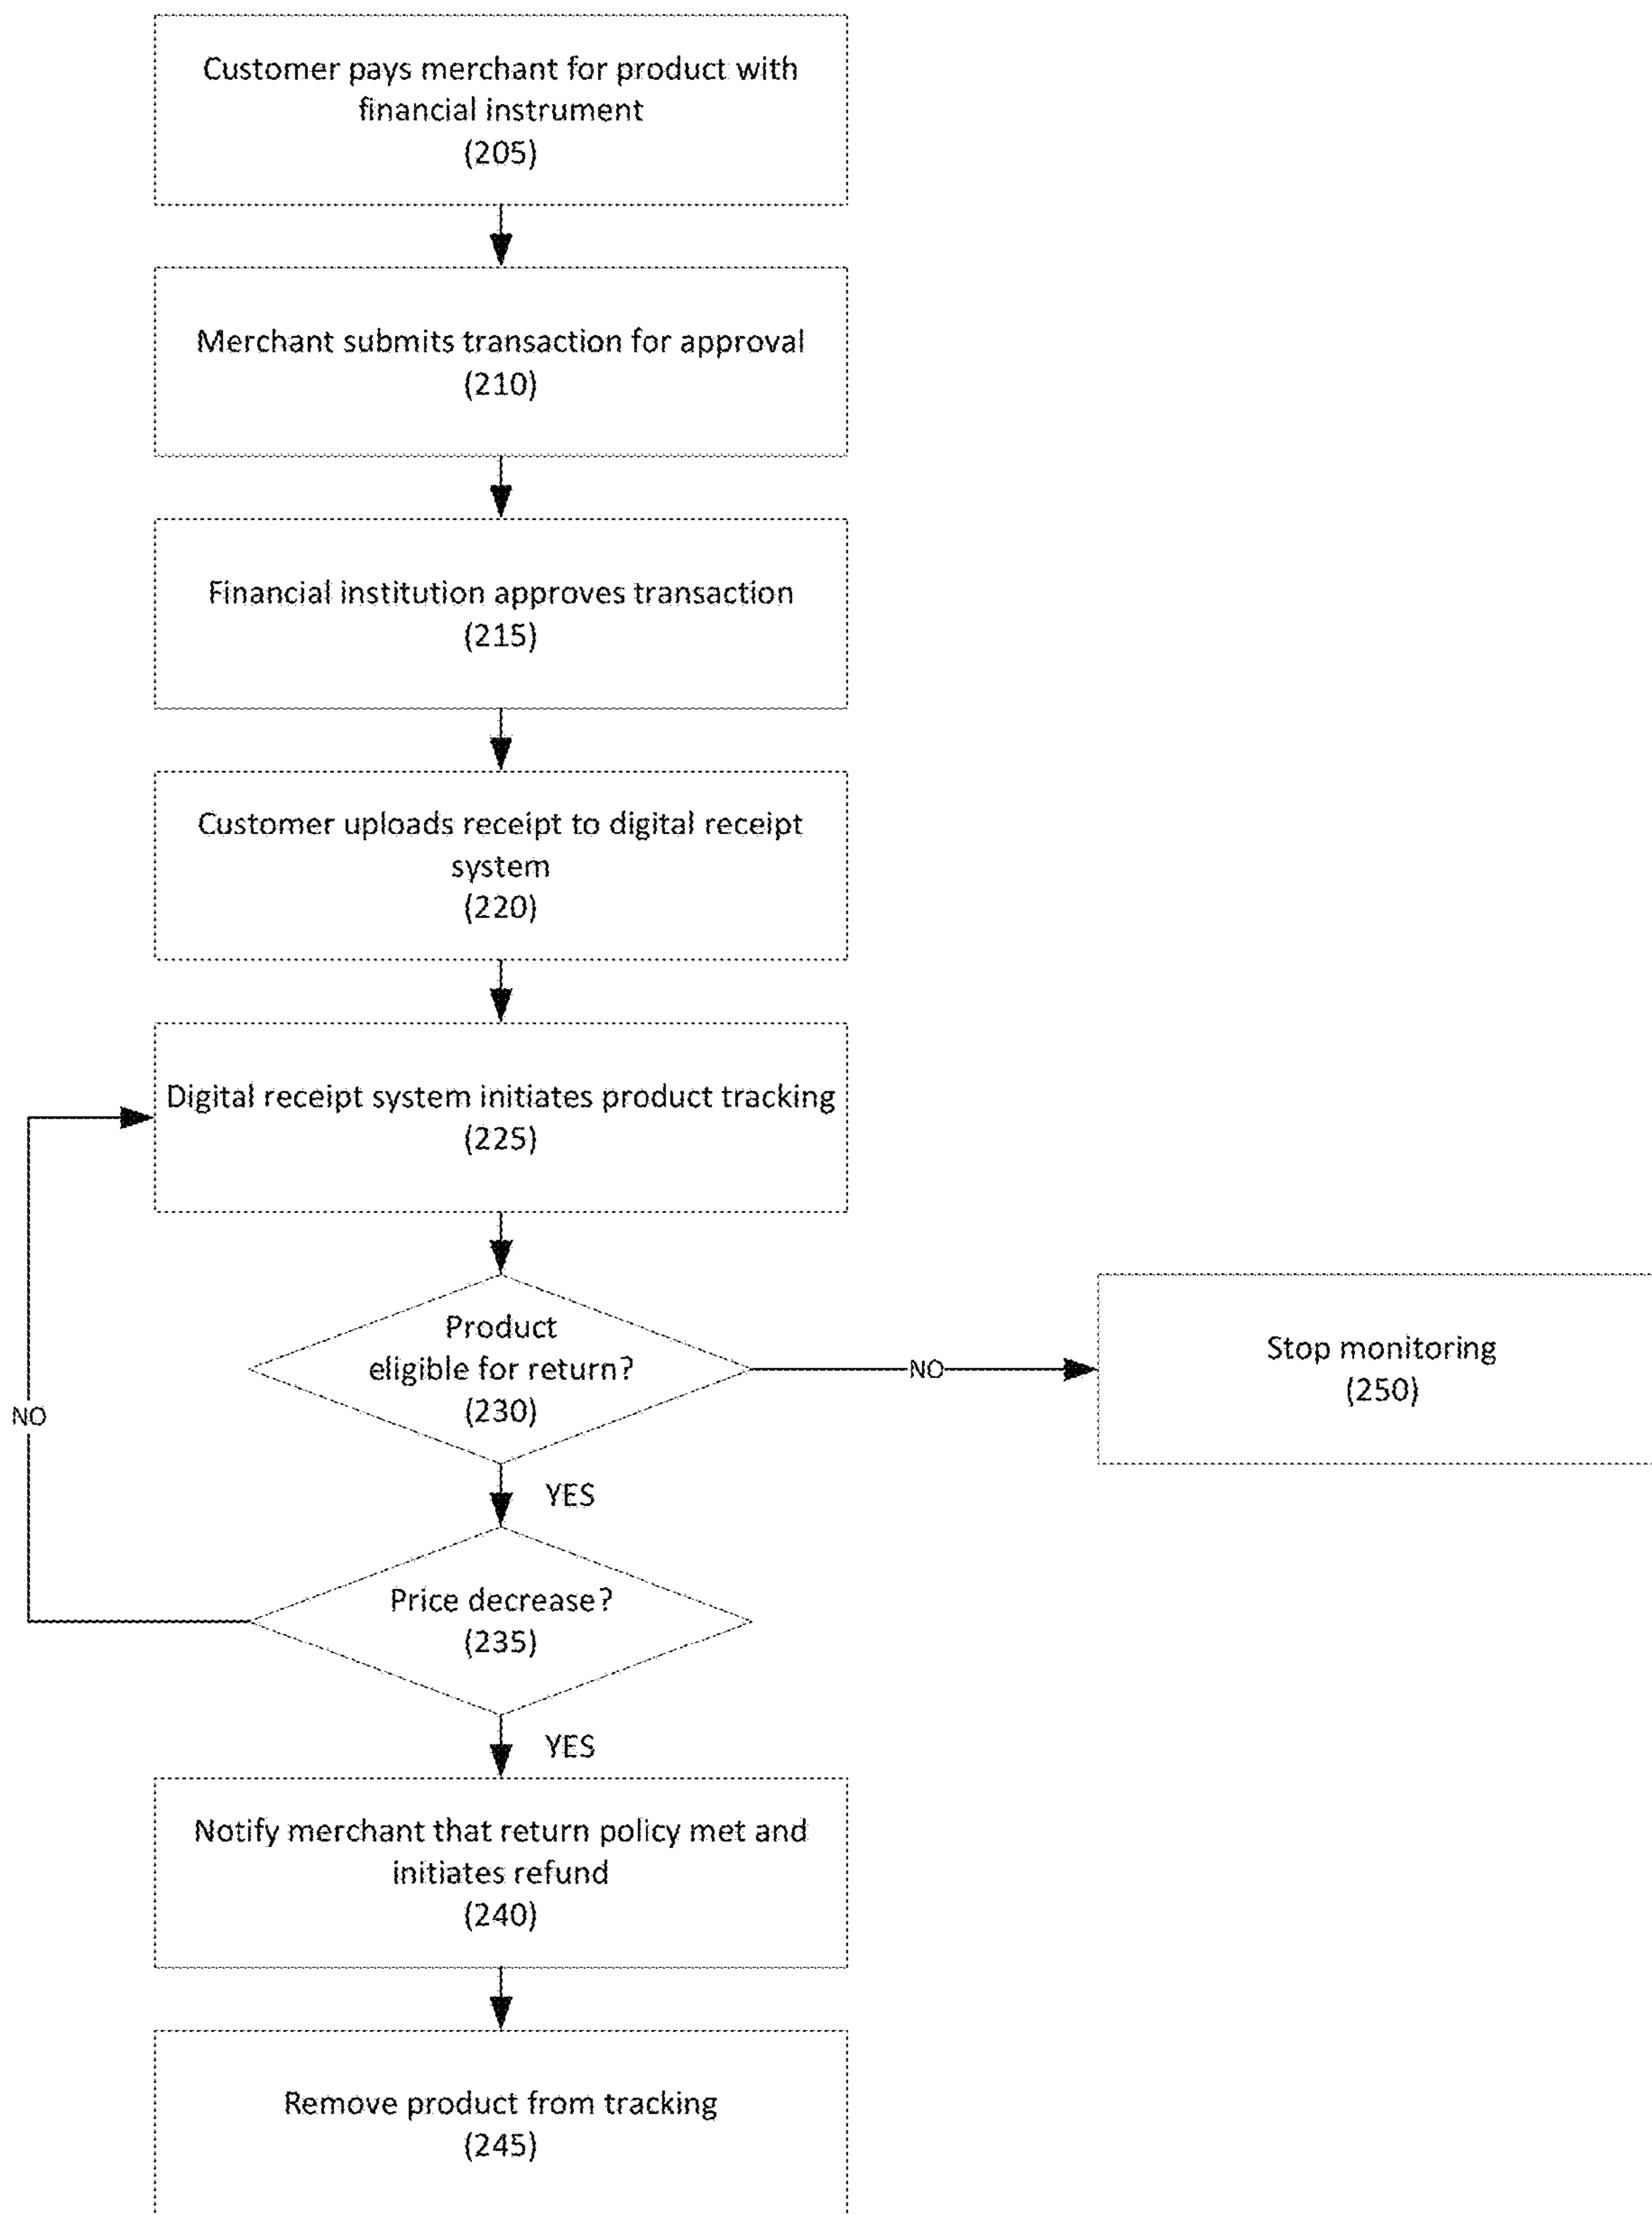 Customer pays merchant for product with
financial instrument
(205)
Merchant submits transaction for approval
(210)
Financial institution approves transaction
(215)
Customer uploads receipt to digital receipt
system
(220)
Digital receipt system initiates product tracking
(225)
Product
eligible for return?
(230)
NO
Stop monitoring
(250)
NO
YES
Price decrease?
(235)
YES
Notify merchant that return policy met and
initiates refund
(240)
Remove product from tracking
(245)